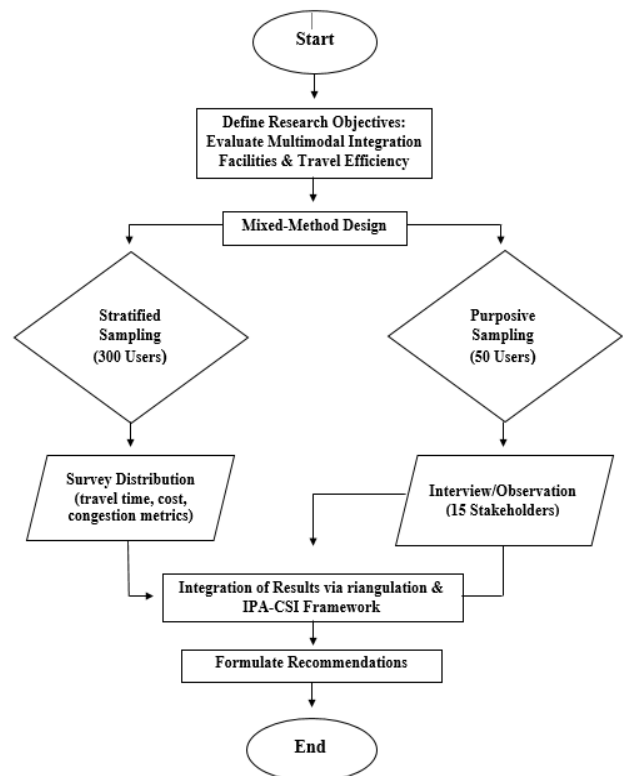 Start
Define Research Objectives:
Evaluate Multimodal Integration
Facilities & Travel Efficiency
Mixed-Method Design
Stratified
Sampling
(300 Users)
Purposive
Sampling
(50 Users)
Survey Distribution
(travel time, cost,
congestion metrics)
Interview/Observation
(15 Stakeholders)
Integration of Results via riangulation &
IPA-CSI Framework
Formulate Recommendations
End